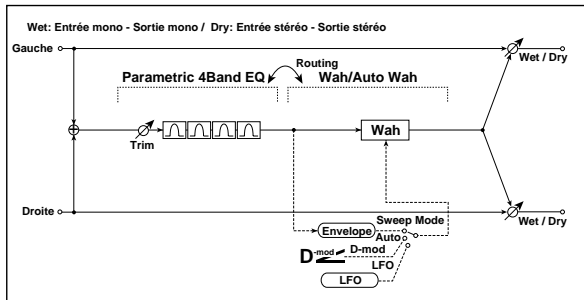 Wet: Entrée mono - Sortie mono / Dry: Entrée stéréo - Sortie stéréo
Gauche
Wet / Dry
Routing
Parametric 4Band EQ
Wah/Auto Wah
Trim
Wah
Droite
Wet / Dry
Envelope
Sweep Mode
Auto
D-mod
D-mod
LFO
LFO